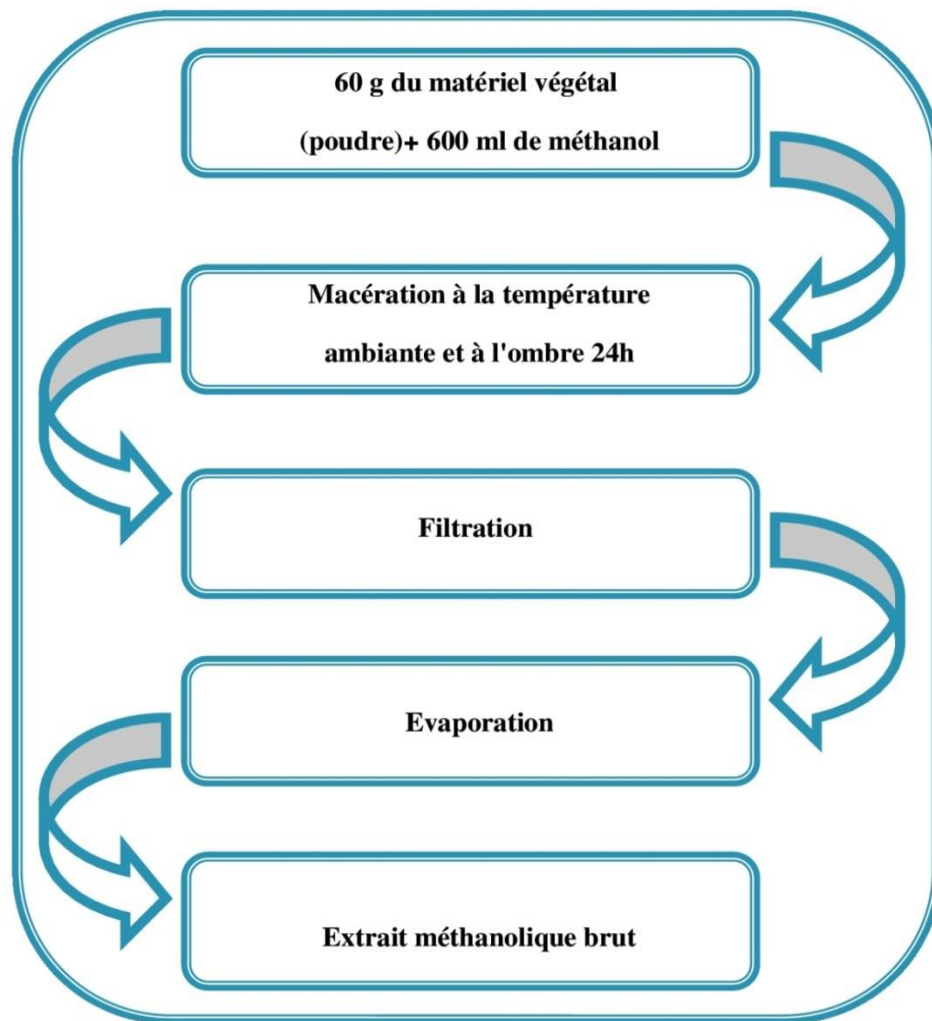 60 g du matériel végétal
(poudre)+ 600 ml de méthanol
Macération à la température
ambiante et à l'ombre 24h
Filtration
Evaporation
Extrait méthanolique brut